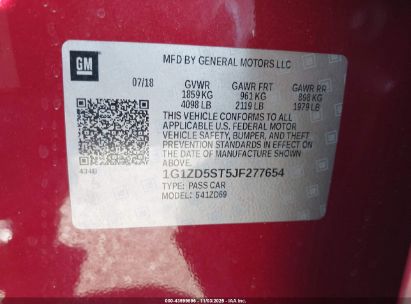 GM
MFD BY GENERAL MOTORS LLC
07/18 GVWR GAWR FRT GAWR RR
1859 KG 961 KG 898 KG
4098 LB 2119 LB 1979 LB
THIS VEHICLE CONFORMS TO ALL
APPLICABLE U.S. FEDERAL MOTOR
VEHICLE SAFETY, BUMPER, AND THEFT
PREVENTION STANDARDS IN EFFECT ON
THE DATE OF MANUFACTURE SHOWN
ABOVE.
1G1ZD5ST5JF277654
TYPE: PASS CAR
MODEL: